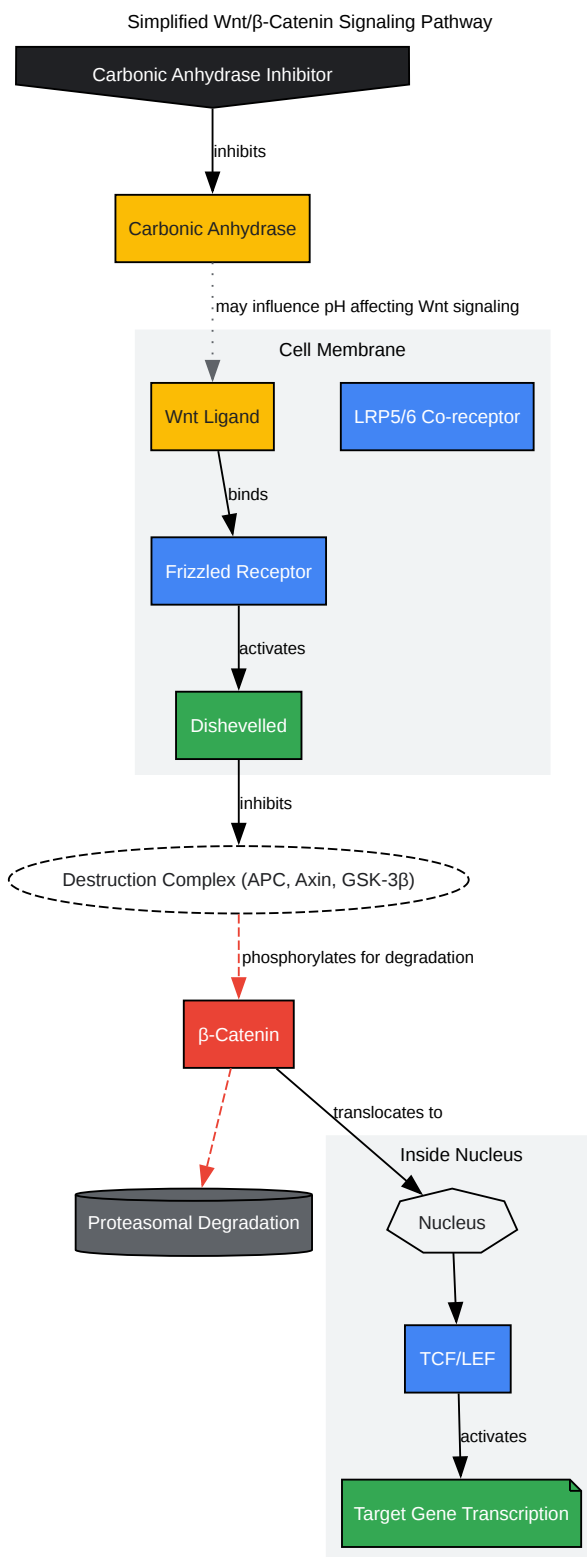 Simplified Wnt/β-Catenin Signaling Pathway
Carbonic Anhydrase Inhibitor
inhibits
Carbonic Anhydrase
may influence pH affecting Wnt signaling
Cell Membrane
Wnt Ligand
LRP5/6 Co-receptor
binds
Frizzled Receptor
activates
Dishevelled
inhibits
Destruction Complex (APC, Axin, GSK-3β)
phosphorylates for degradation
β-Catenin
translocates to
Inside Nucleus
Proteasomal Degradation
Nucleus
TCF/LEF
activates
Target Gene Transcription